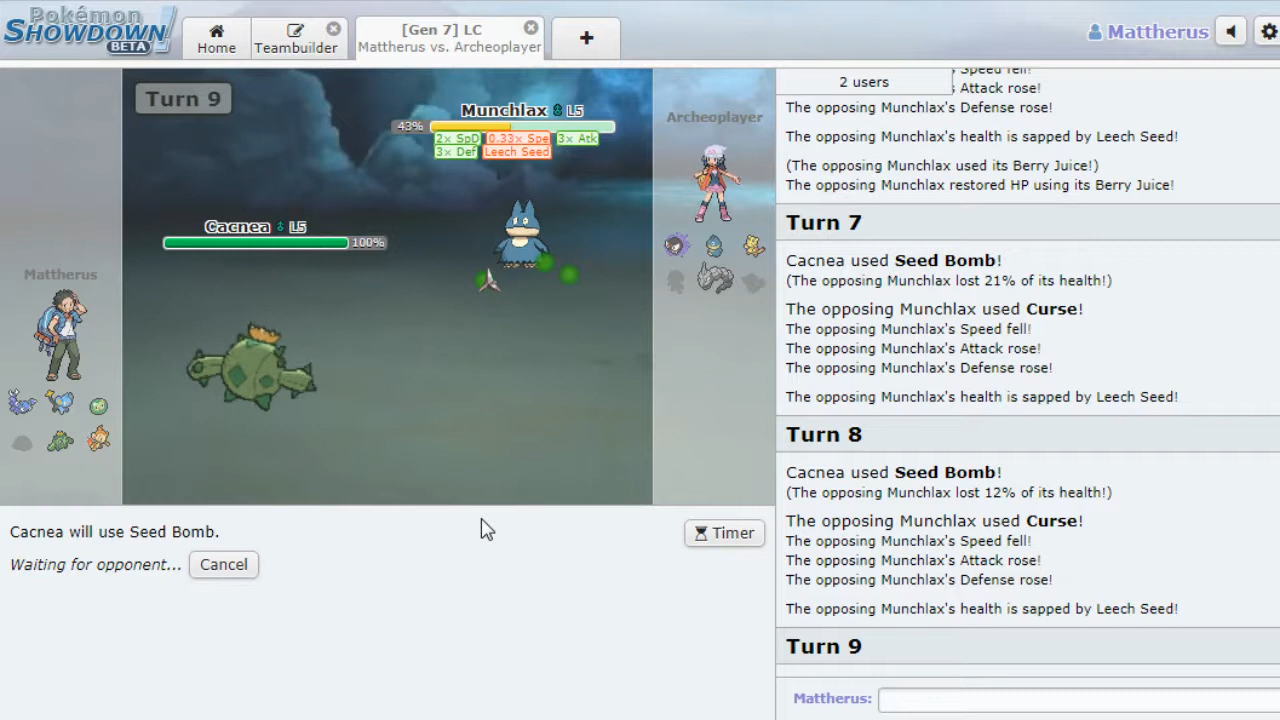 Pokémon
SHOWDOWN!
BETA
Home
Teambuilder
[Gen 7] LC
Mattherus vs. Archeoplayer
+
Mattherus
Turn 9
Munchlax ♂ L5
43%
2× SpD 0.33× Spe 3× Atk
3× Def Leech Seed
Cacnea ♂ L5
100%
Mattherus
Archeoplayer
Cacnea will use Seed Bomb.
Waiting for opponent... Cancel
Timer
2 users
Speed fell!
Attack rose!
The opposing Munchlax's Defense rose!
The opposing Munchlax's health is sapped by Leech Seed!
(The opposing Munchlax used its Berry Juice!)
The opposing Munchlax restored HP using its Berry Juice!
Turn 7
Cacnea used Seed Bomb!
(The opposing Munchlax lost 21% of its health!)
The opposing Munchlax used Curse!
The opposing Munchlax's Speed fell!
The opposing Munchlax's Attack rose!
The opposing Munchlax's Defense rose!
The opposing Munchlax's health is sapped by Leech Seed!
Turn 8
Cacnea used Seed Bomb!
(The opposing Munchlax lost 12% of its health!)
The opposing Munchlax used Curse!
The opposing Munchlax's Speed fell!
The opposing Munchlax's Attack rose!
The opposing Munchlax's Defense rose!
The opposing Munchlax's health is sapped by Leech Seed!
Turn 9
Mattherus: